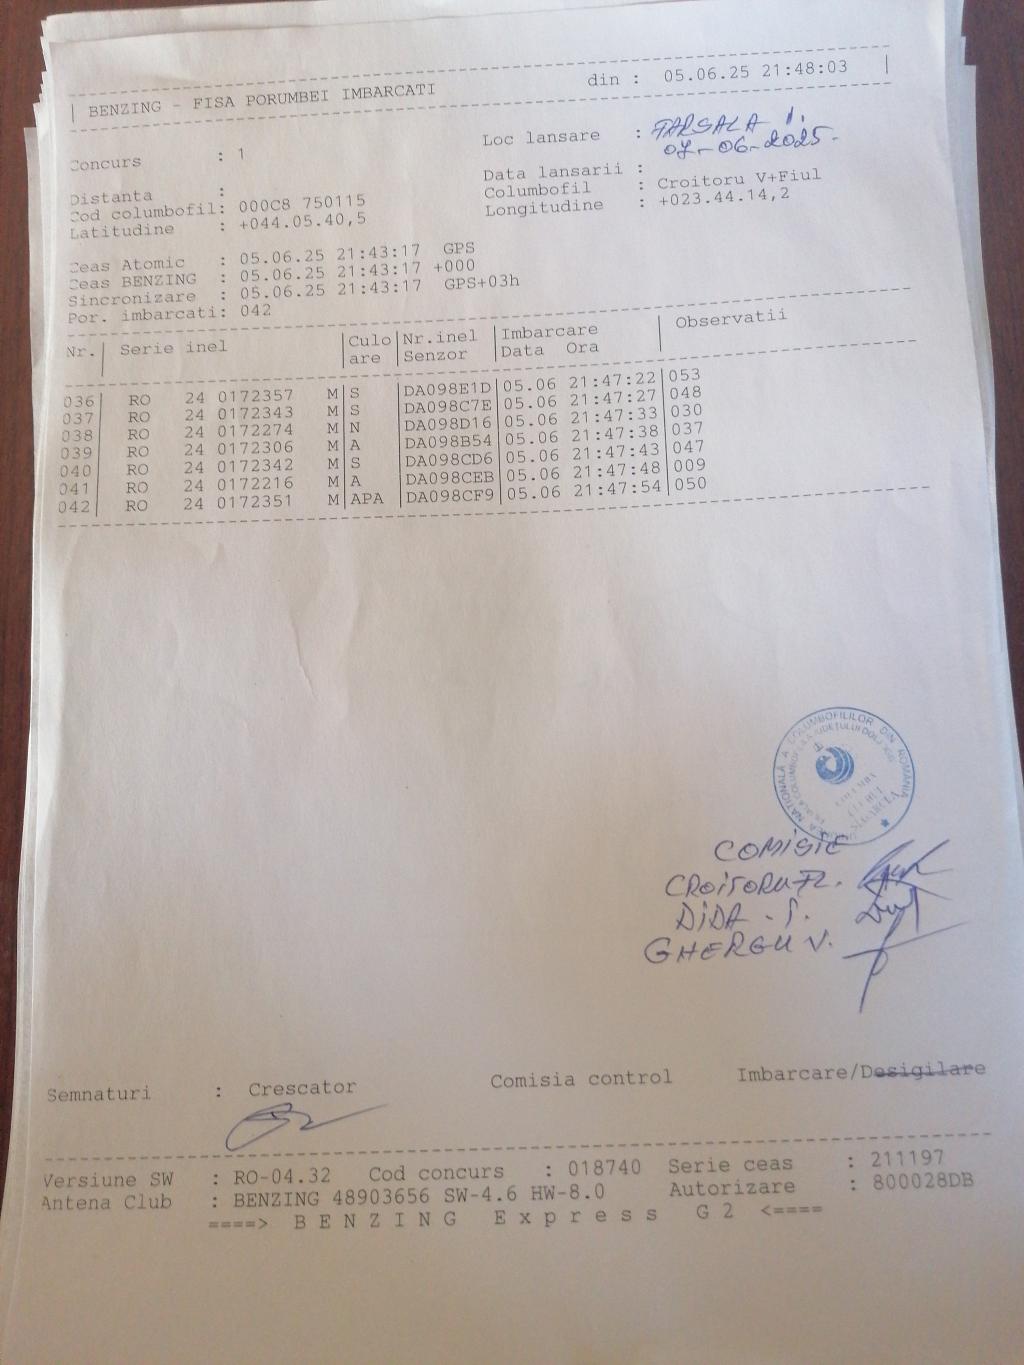 BENZING - FISA PORUMBEI IMBARCATI din : 05.06.25 21:48:03
Concurs : 1 Loc lansare : FARSALA 1.
07-06-2025-
Distanta : Data lansarii :
Cod columbofil: 000C8 750115 Columbofil : Croitoru V+Fiul
Latitudine : +044.05.40,5 Longitudine : +023.44.14,2
Ceas Atomic : 05.06.25 21:43:17 GPS
Ceas BENZING : 05.06.25 21:43:17 +000
Sincronizare : 05.06.25 21:43:17 GPS+03h
Por. imbarcati: 042
Nr.| Serie inel |Culo|Nr.inel |Imbarcare | Observatii
are |Senzor |Data Ora
036| RO 24 0172357 M|S |DA098E1D|05.06 21:47:22|053
037| RO 24 0172343 M|S |DA098C7E|05.06 21:47:27|048
038| RO 24 0172274 M|N |DA098D16|05.06 21:47:33|030
039| RO 24 0172306 M|A |DA098B54|05.06 21:47:38|037
040| RO 24 0172342 M|S |DA098CD6|05.06 21:47:43|047
041| RO 24 0172216 M|A |DA098CEB|05.06 21:47:48|009
042| RO 24 0172351 M|APA |DA098CF9|05.06 21:47:54|050
NATIONALĂ A COLUMBOFILILOR DIN ROMANIA
COLUMBA
CLUBUL
COMISIE
CROITORU FL.
DIDA . I.
GHERGU V.
Semnaturi : Crescator Comisia control Imbarcare/Desigilare
Versiune SW : RO-04.32 Cod concurs : 018740 Serie ceas : 211197
Antena Club : BENZING 48903656 SW-4.6 HW-8.0 Autorizare : 800028DB
====> B E N Z I N G E x p r e s s G 2 <====